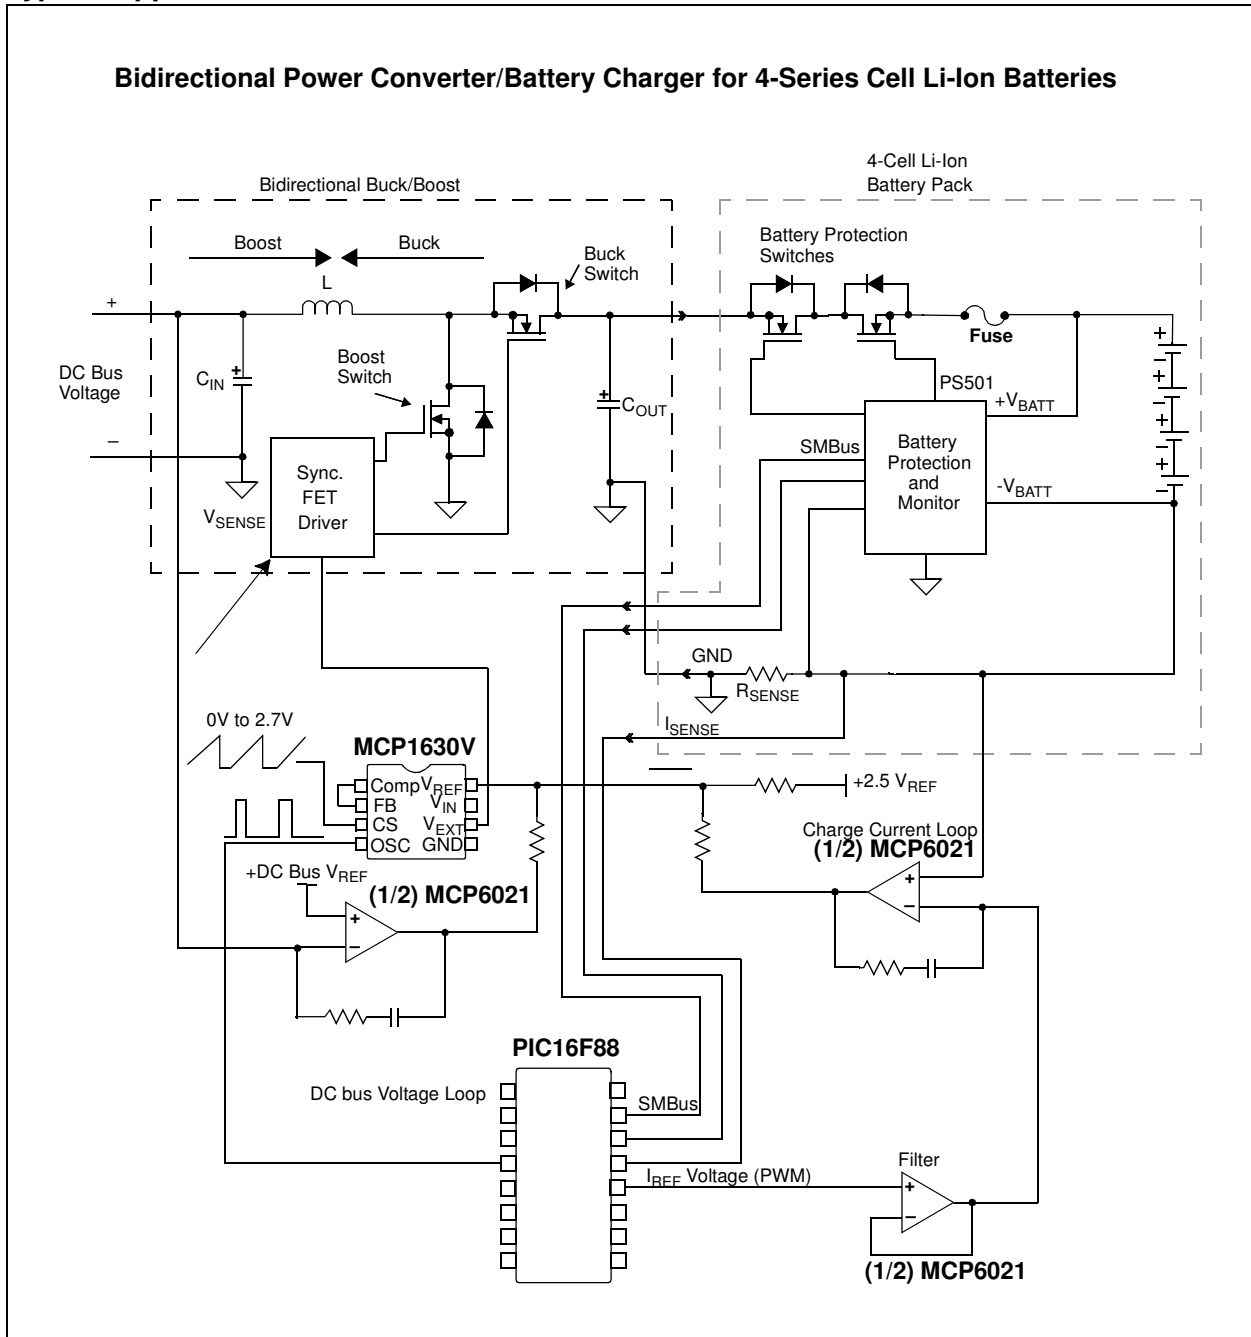 Bidirectional Power Converter/Battery Charger for 4-Series Cell Li-Ion Batteries
4-Cell Li-Ion
Battery Pack
Bidirectional Buck/Boost
Boost
Buck
L
Buck
Switch
Battery Protection
Switches
+
DC Bus
Voltage
–
CIN
+
Boost
Switch
+
COUT
Fuse
PS501
+VBATT
-VBATT
+
–
+
–
+
–
+
–
SMBus
Battery
Protection
and
Monitor
Sync.
FET
Driver
VSENSE
GND
RSENSE
ISENSE
0V to 2.7V
MCP1630V
Comp
VREF
FB
VIN
CS
VEXT
OSC
GND
+2.5 VREF
Charge Current Loop
(1/2) MCP6021
+
–
+DC Bus VREF
(1/2) MCP6021
+
–
PIC16F88
DC bus Voltage Loop
SMBus
IREF Voltage (PWM)
Filter
+
–
(1/2) MCP6021